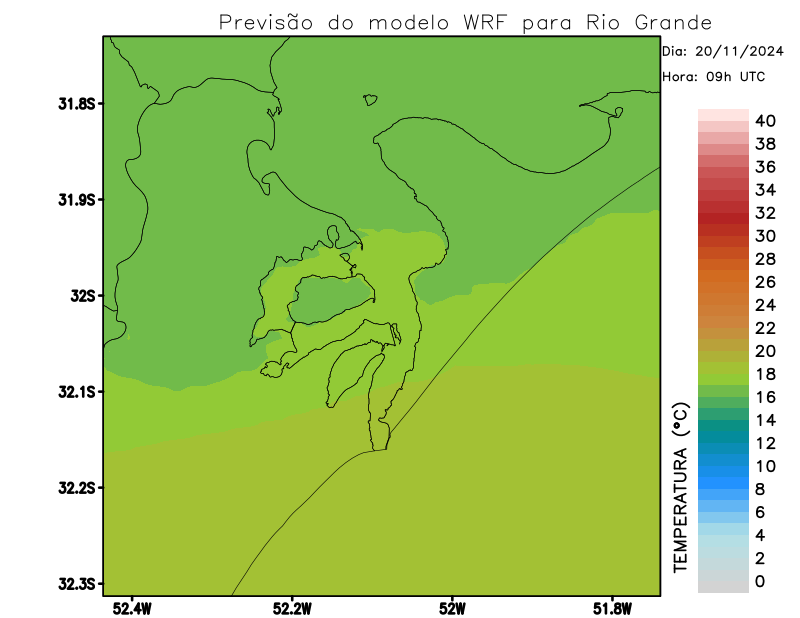 Previsão do modelo WRF para Rio Grande
Dia: 20/11/2024
Hora: 09h UTC
31.8S
31.9S
32S
32.1S
32.2S
32.3S
52.4W
52.2W
52W
51.8W
TEMPERATURA (°C)
40
38
36
34
32
30
28
26
24
22
20
18
16
14
12
10
8
6
4
2
0